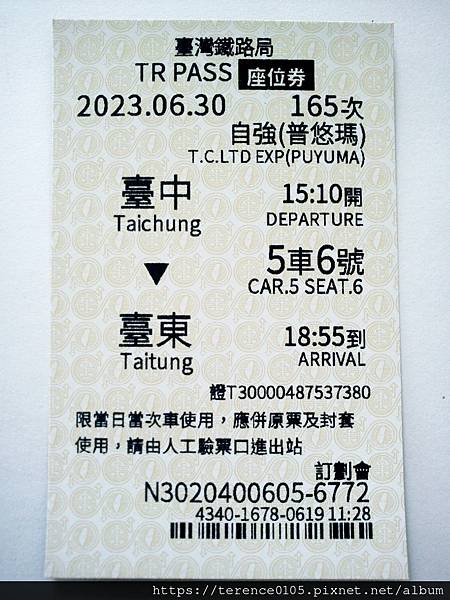 臺灣鐵路局
TR PASS 座位券
2023.06.30 165次
自強(普悠瑪)
T.C.LTD EXP(PUYUMA)
臺中 15:10開
Taichung DEPARTURE
5車6號
CAR.5 SEAT.6
臺東 18:55到
Taitung ARRIVAL
證T30000487537380
限當日當次車使用，應併原票及封套
使用，請由人工驗票口進出站
訂劃會
N3020400605-6772
4340-1678-0619 11:28
https://terence0105.pixnet.net/album